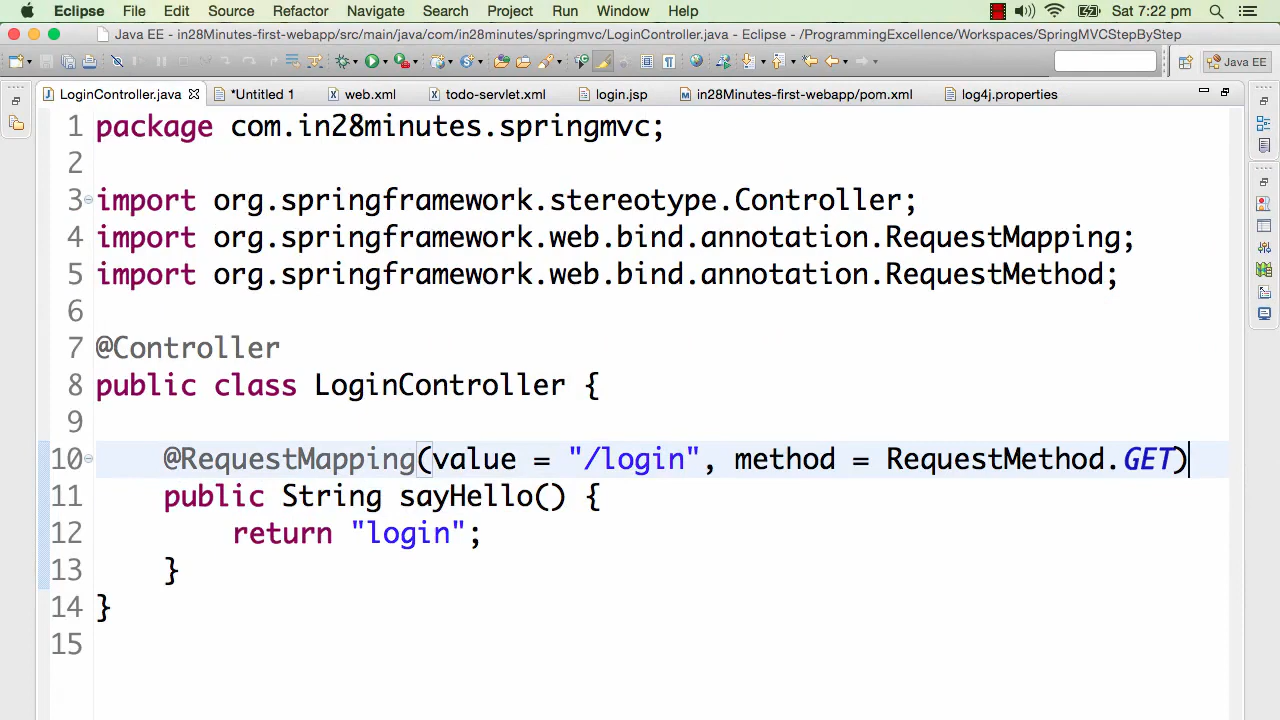 Eclipse File Edit Source Refactor Navigate Search Project Run Window Help Sat 7:22 pm
Java EE - in28Minutes-first-webapp/src/main/java/com/in28minutes/springmvc/LoginController.java - Eclipse - /ProgrammingExcellence/Workspaces/SpringMVCStepByStep
Java EE
LoginController.java *Untitled 1 web.xml todo-servlet.xml login.jsp in28Minutes-first-webapp/pom.xml log4j.properties
1 package com.in28minutes.springmvc;
2
3 import org.springframework.stereotype.Controller;
4 import org.springframework.web.bind.annotation.RequestMapping;
5 import org.springframework.web.bind.annotation.RequestMethod;
6
7 @Controller
8 public class LoginController {
9
10 @RequestMapping(value = "/login", method = RequestMethod.GET)
11 public String sayHello() {
12 return "login";
13 }
14 }
15